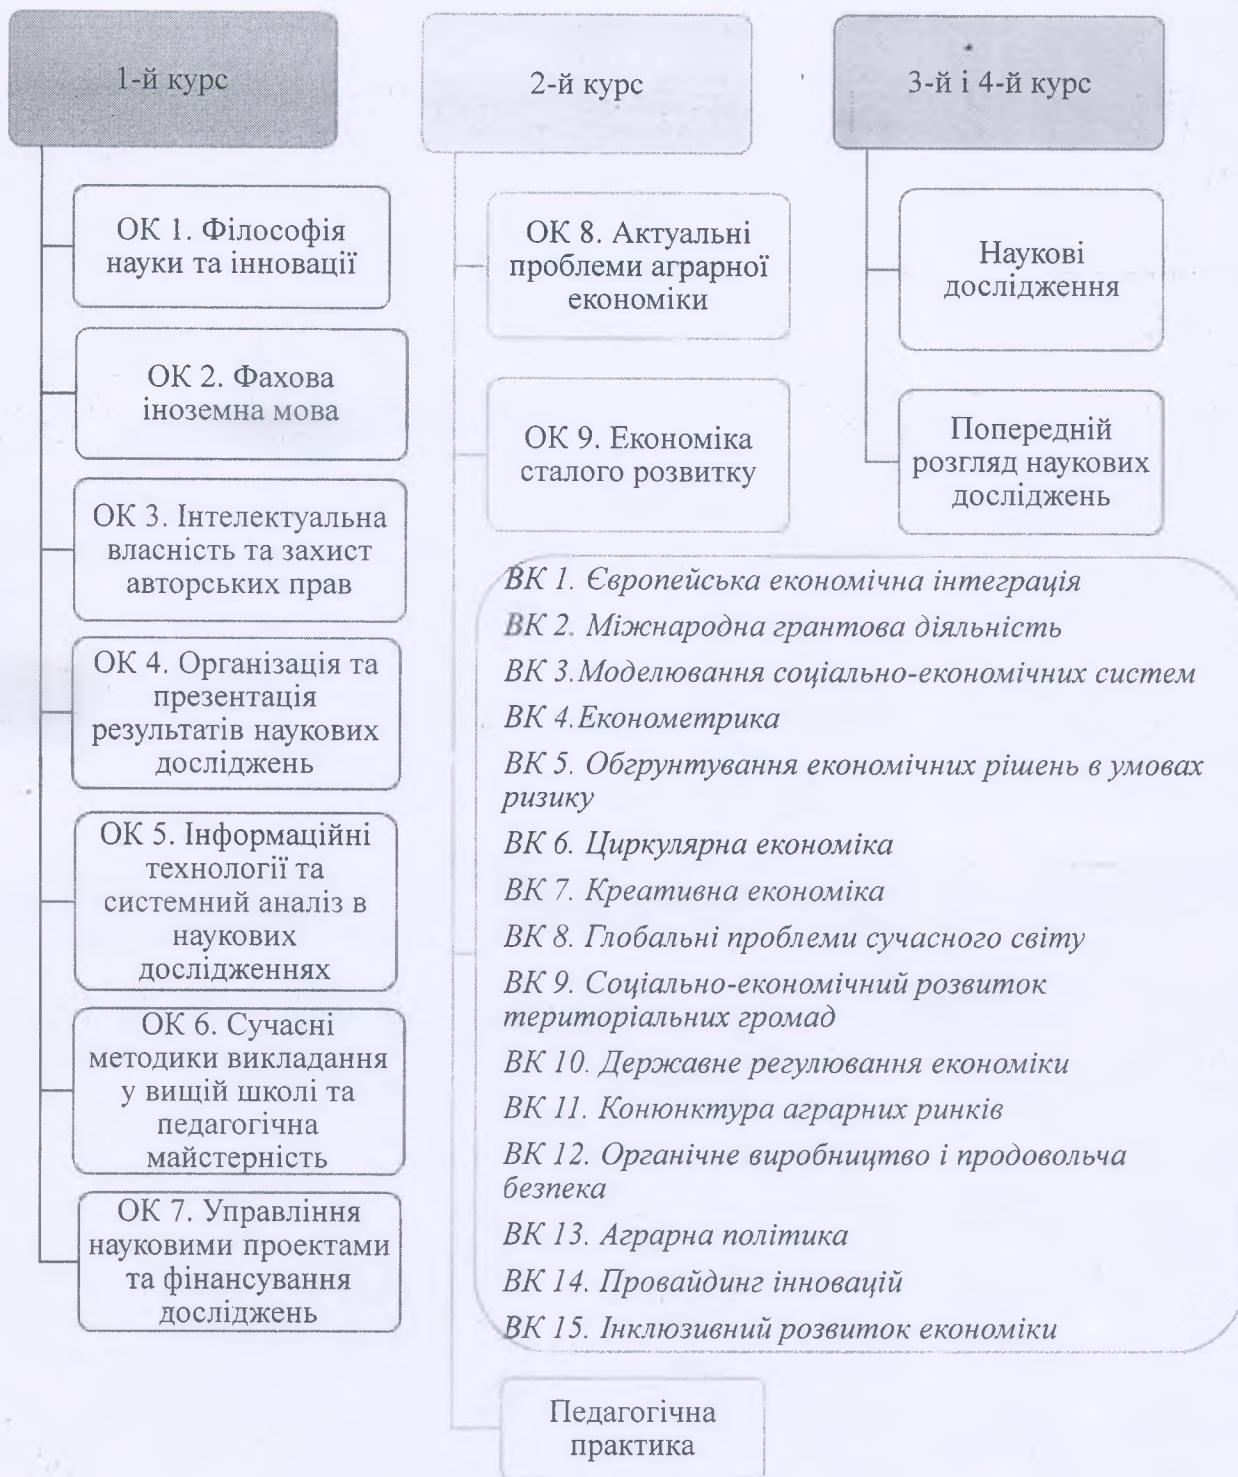 1-й курс
ОК 1. Філософія
науки та інновації
ОК 2. Фахова
іноземна мова
ОК 3. Інтелектуальна
власність та захист
авторських прав
ОК 4. Організація та
презентація
результатів наукових
досліджень
ОК 5. Інформаційні
технології та
системний аналіз в
наукових
дослідженнях
ОК 6. Сучасні
методики викладання
у вищій школі та
педагогічна
майстерність
ОК 7. Управління
науковими проектами
та фінансування
досліджень
2-й курс
ОК 8. Актуальні
проблеми аграрної
економіки
ОК 9. Економіка
сталого розвитку
ВК 1. Європейська економічна інтеграція
ВК 2. Міжнародна грантова діяльність
ВК 3.Моделювання соціально-економічних систем
ВК 4.Економетрика
ВК 5. Обгрунтування економічних рішень в умовах
ризику
ВК 6. Циркулярна економіка
ВК 7. Креативна економіка
ВК 8. Глобальні проблеми сучасного світу
ВК 9. Соціально-економічний розвиток
територіальних громад
ВК 10. Державне регулювання економіки
ВК 11. Конюнктура аграрних ринків
ВК 12. Органічне виробництво і продовольча
безпека
ВК 13. Аграрна політика
ВК 14. Провайдинг інновацій
ВК 15. Інклюзивний розвиток економіки
Педагогічна
практика
3-й і 4-й курс
Наукові
дослідження
Попередній
розгляд наукових
досліджень